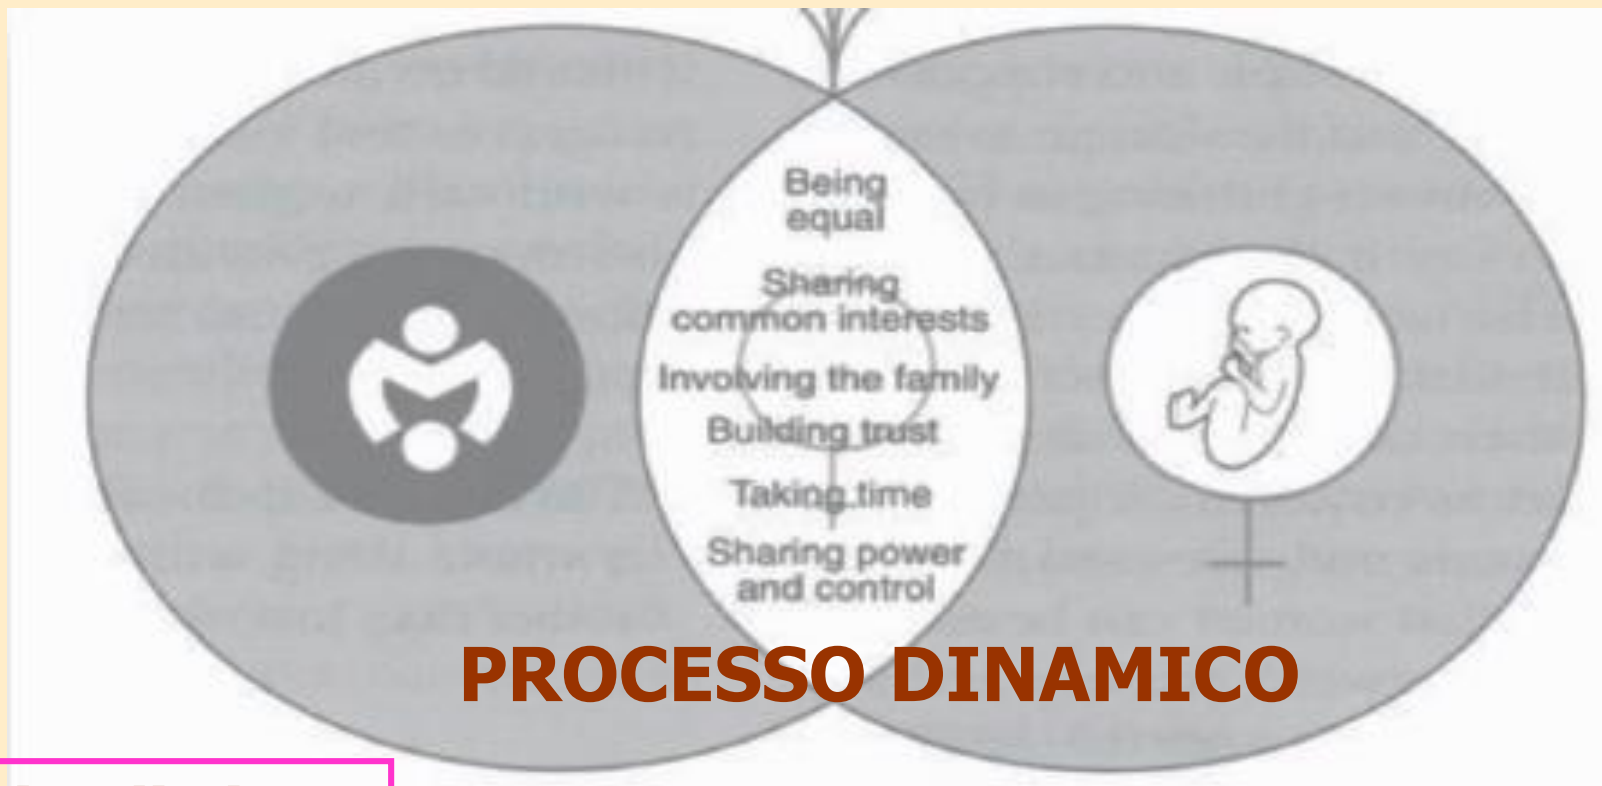 Being
equal
Sharing
common interests
Involving the family
Building trust
Taking time
Sharing power
and control
PROCESSO DINAMICO